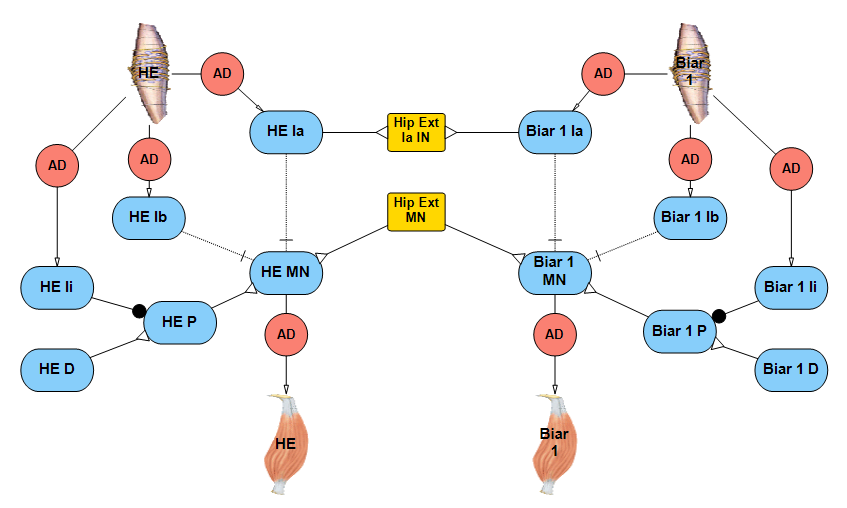 HE
Biar
1
AD
AD
HE Ia
Hip Ext
Ia IN
Biar 1 Ia
AD
AD
AD
AD
HE Ib
Hip Ext
MN
Biar 1 Ib
HE Ii
HE MN
Biar 1
MN
Biar 1 Ii
HE P
Biar 1 P
AD
AD
HE D
Biar 1 D
HE
Biar
1